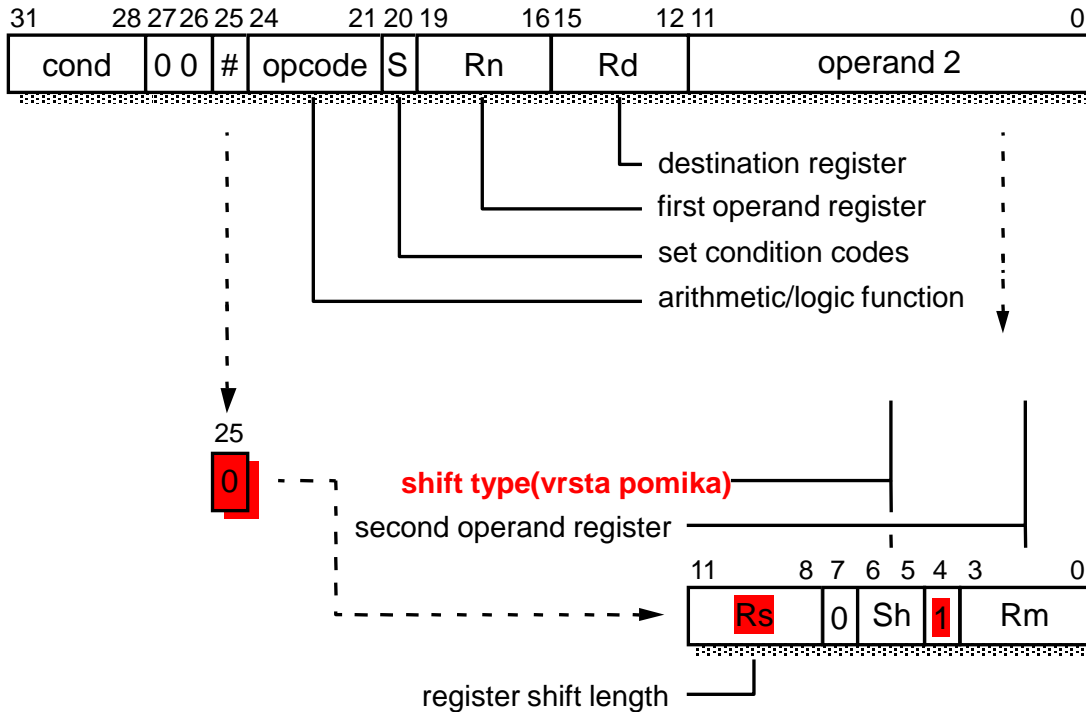 31 28 27 26 25 24 21 20 19 16 15 12 11 0
cond 0 0 # opcode S Rn Rd operand 2
destination register
first operand register
set condition codes
arithmetic/logic function
25
0
shift type(vrsta pomika)
second operand register
11 8 7 6 5 4 3 0
Rs 0 Sh 1 Rm
register shift length